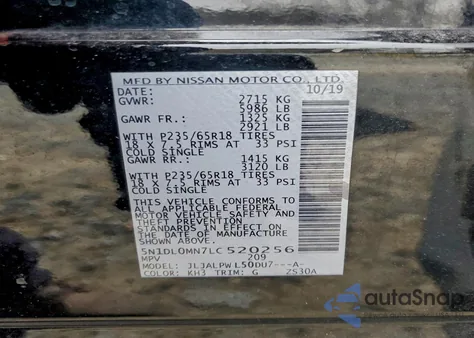 MFD BY NISSAN MOTOR CO., LTD.
DATE: 10/19
GVWR: 2715 KG
5986 LB
GAWR FR.: 1325 KG
2921 LB
WITH P235/65R18 TIRES
18 X 7.5 RIMS AT 33 PSI
COLD SINGLE
GAWR RR.: 1415 KG
3120 LB
WITH P235/65R18 TIRES
18 X 7.5 RIMS AT 33 PSI
COLD SINGLE
THIS VEHICLE CONFORMS TO
ALL APPLICABLE FEDERAL
MOTOR VEHICLE SAFETY AND
THEFT PREVENTION
STANDARDS IN EFFECT ON
THE DATE OF MANUFACTURE
SHOWN ABOVE.
5N1DL0MN7LC520256
MPV 209
MODEL: JLJALPWL50DU7---A-
COLOR: KH3 TRIM: G ZS30A
autoSnap